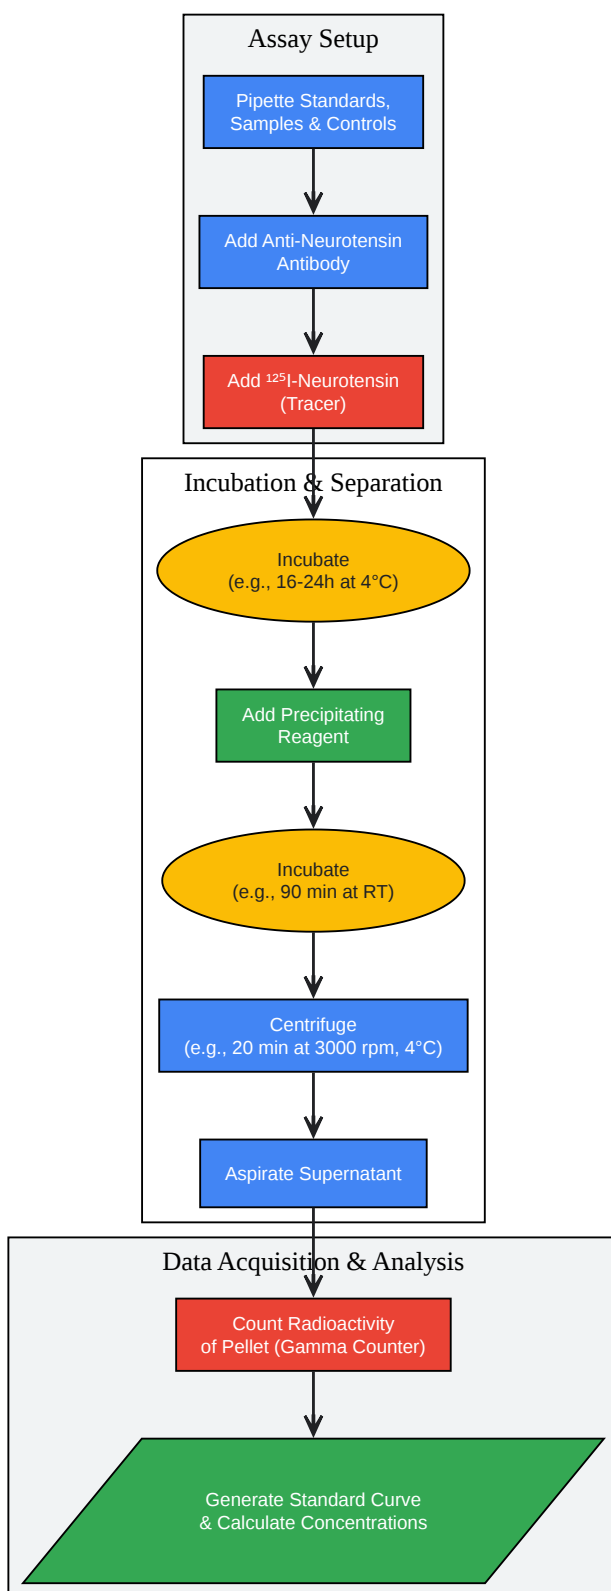 Assay Setup
Pipette Standards,
Samples & Controls
Add Anti-Neurotensin
Antibody
Add ¹²⁵I-Neurotensin
(Tracer)
Incubation & Separation
Incubate
(e.g., 16-24h at 4°C)
Add Precipitating
Reagent
Incubate
(e.g., 90 min at RT)
Centrifuge
(e.g., 20 min at 3000 rpm, 4°C)
Aspirate Supernatant
Data Acquisition & Analysis
Count Radioactivity
of Pellet (Gamma Counter)
Generate Standard Curve
& Calculate Concentrations